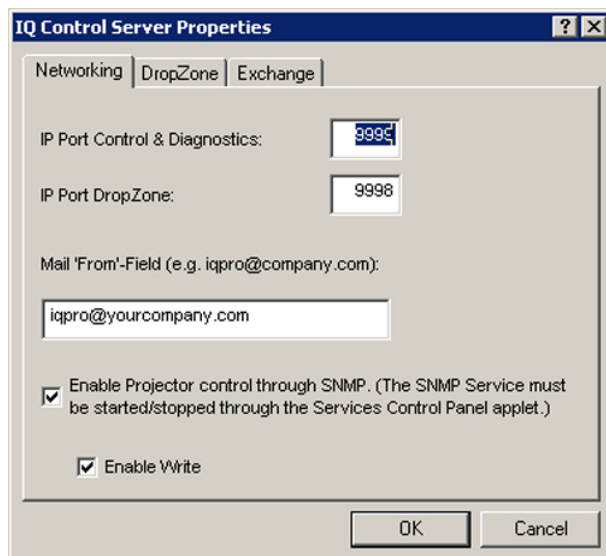 IQ Control Server Properties
Networking DropZone Exchange
IP Port Control & Diagnostics: 9999
IP Port DropZone: 9998
Mail 'From'-Field (e.g. iqpro@company.com):
iqpro@yourcompany.com
Enable Projector control through SNMP. (The SNMP Service must
be started/stopped through the Services Control Panel applet.)
Enable Write
OK Cancel